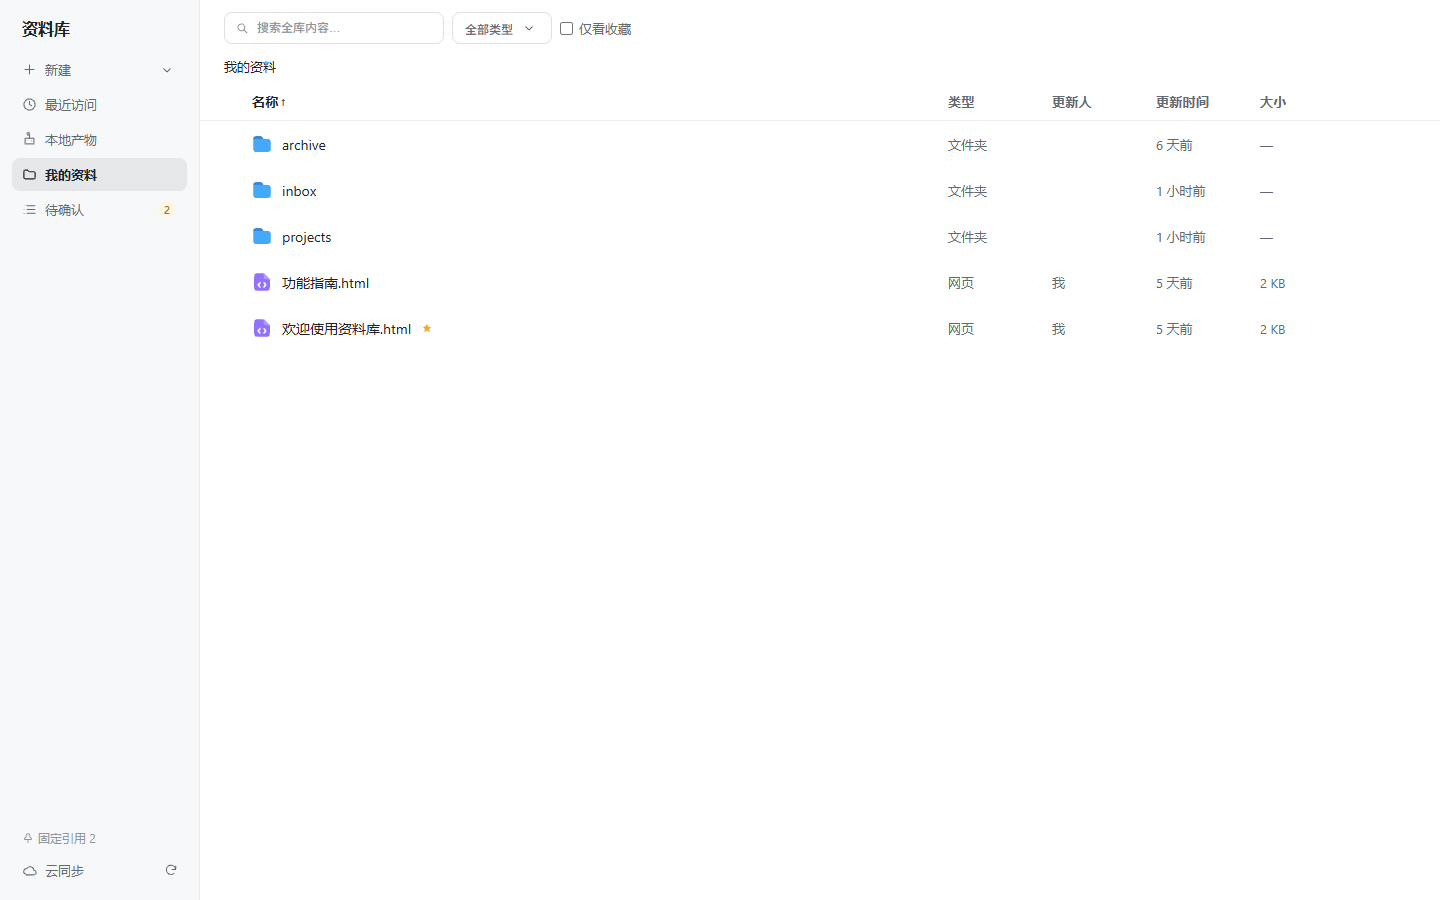 资料库
新建
最近访问
本地产物
我的资料
待确认 2
固定引用 2
云同步
搜索全库内容...
全部类型
仅看收藏
我的资料
名称↑ 类型 更新人 更新时间 大小
archive 文件夹 6 天前 —
inbox 文件夹 1 小时前 —
projects 文件夹 1 小时前 —
功能指南.html 网页 我 5 天前 2 KB
欢迎使用资料库.html ★ 网页 我 5 天前 2 KB